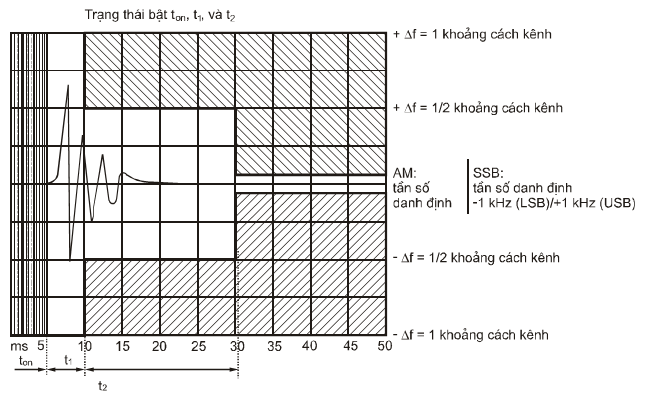 Trạng thái bật ton, t1, và t2
+ Δf = 1 khoảng cách kênh
+ Δf = 1/2 khoảng cách kênh
AM:
tần số
danh định
SSB:
tần số danh định
-1 kHz (LSB)/+1 kHz (USB)
- Δf = 1/2 khoảng cách kênh
- Δf = 1 khoảng cách kênh
ms 5 10 15 20 25 30 35 40 45 50
ton t1
t2